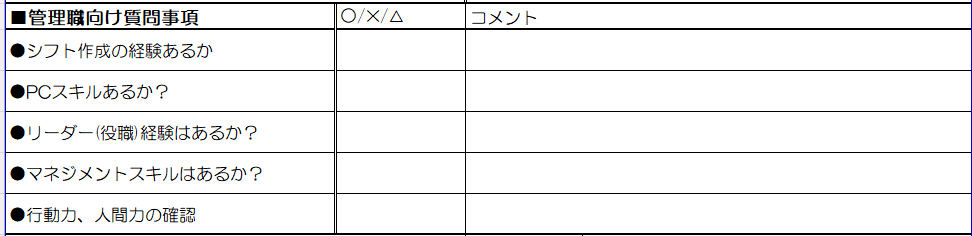 ■管理職向け質問事項 〇/×/△ コメント
●シフト作成の経験あるか
●PCスキルあるか？
●リーダー(役職)経験はあるか？
●マネジメントスキルはあるか？
●行動力、人間力の確認